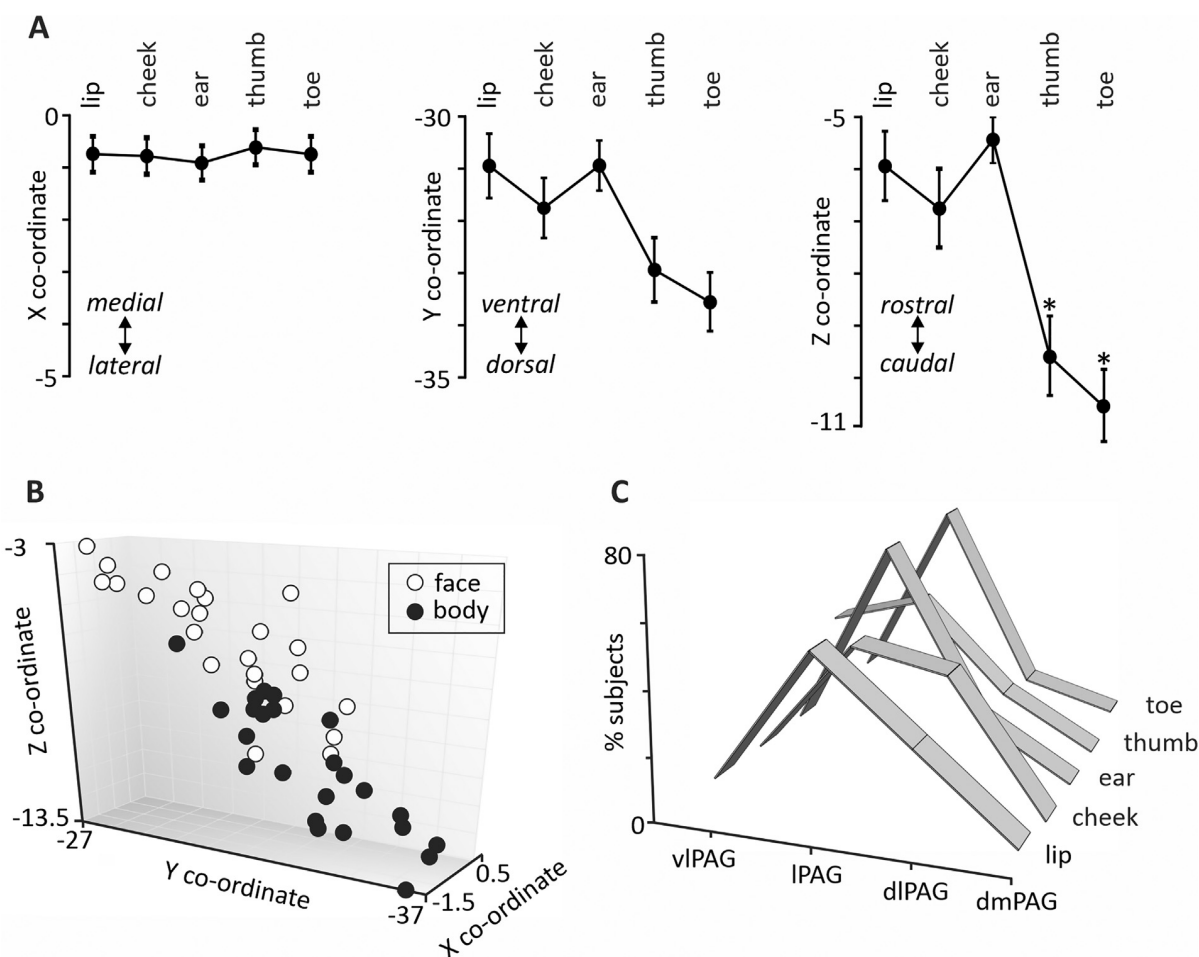 A
lip
cheek
ear
thumb
toe
0
X co-ordinate
medial
lateral
-5
lip
cheek
ear
thumb
toe
-30
Y co-ordinate
ventral
dorsal
-35
lip
cheek
ear
thumb
toe
-5
Z co-ordinate
rostral
caudal
*
*
-11
B
-3
Z co-ordinate
-13.5
-27
Y co-ordinate
-37
-1.5
0.5
X co-ordinate
face
body
C
80
% subjects
0
vlPAG
lPAG
dlPAG
dmPAG
toe
thumb
ear
cheek
lip